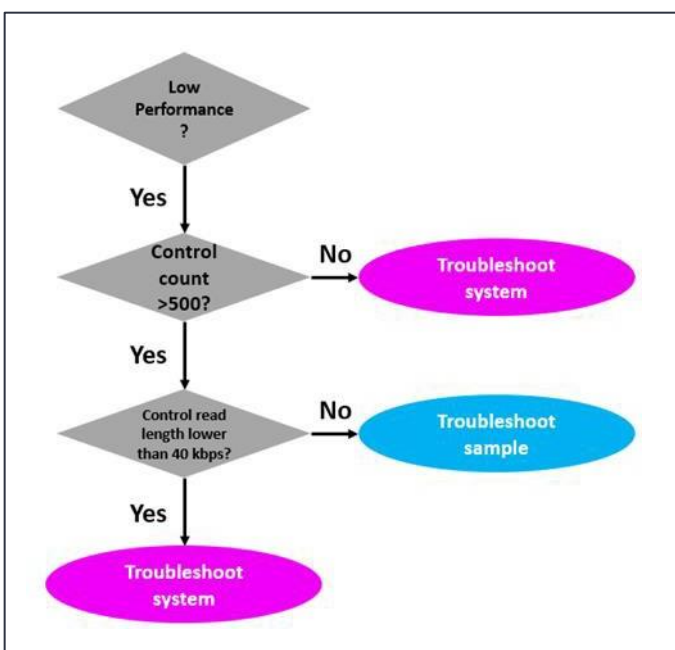 Low
Performance
?
Yes
Control
count
>500?
No
Troubleshoot
system
Yes
Control read
length lower
than 40 kbps?
No
Troubleshoot
sample
Yes
Troubleshoot
system